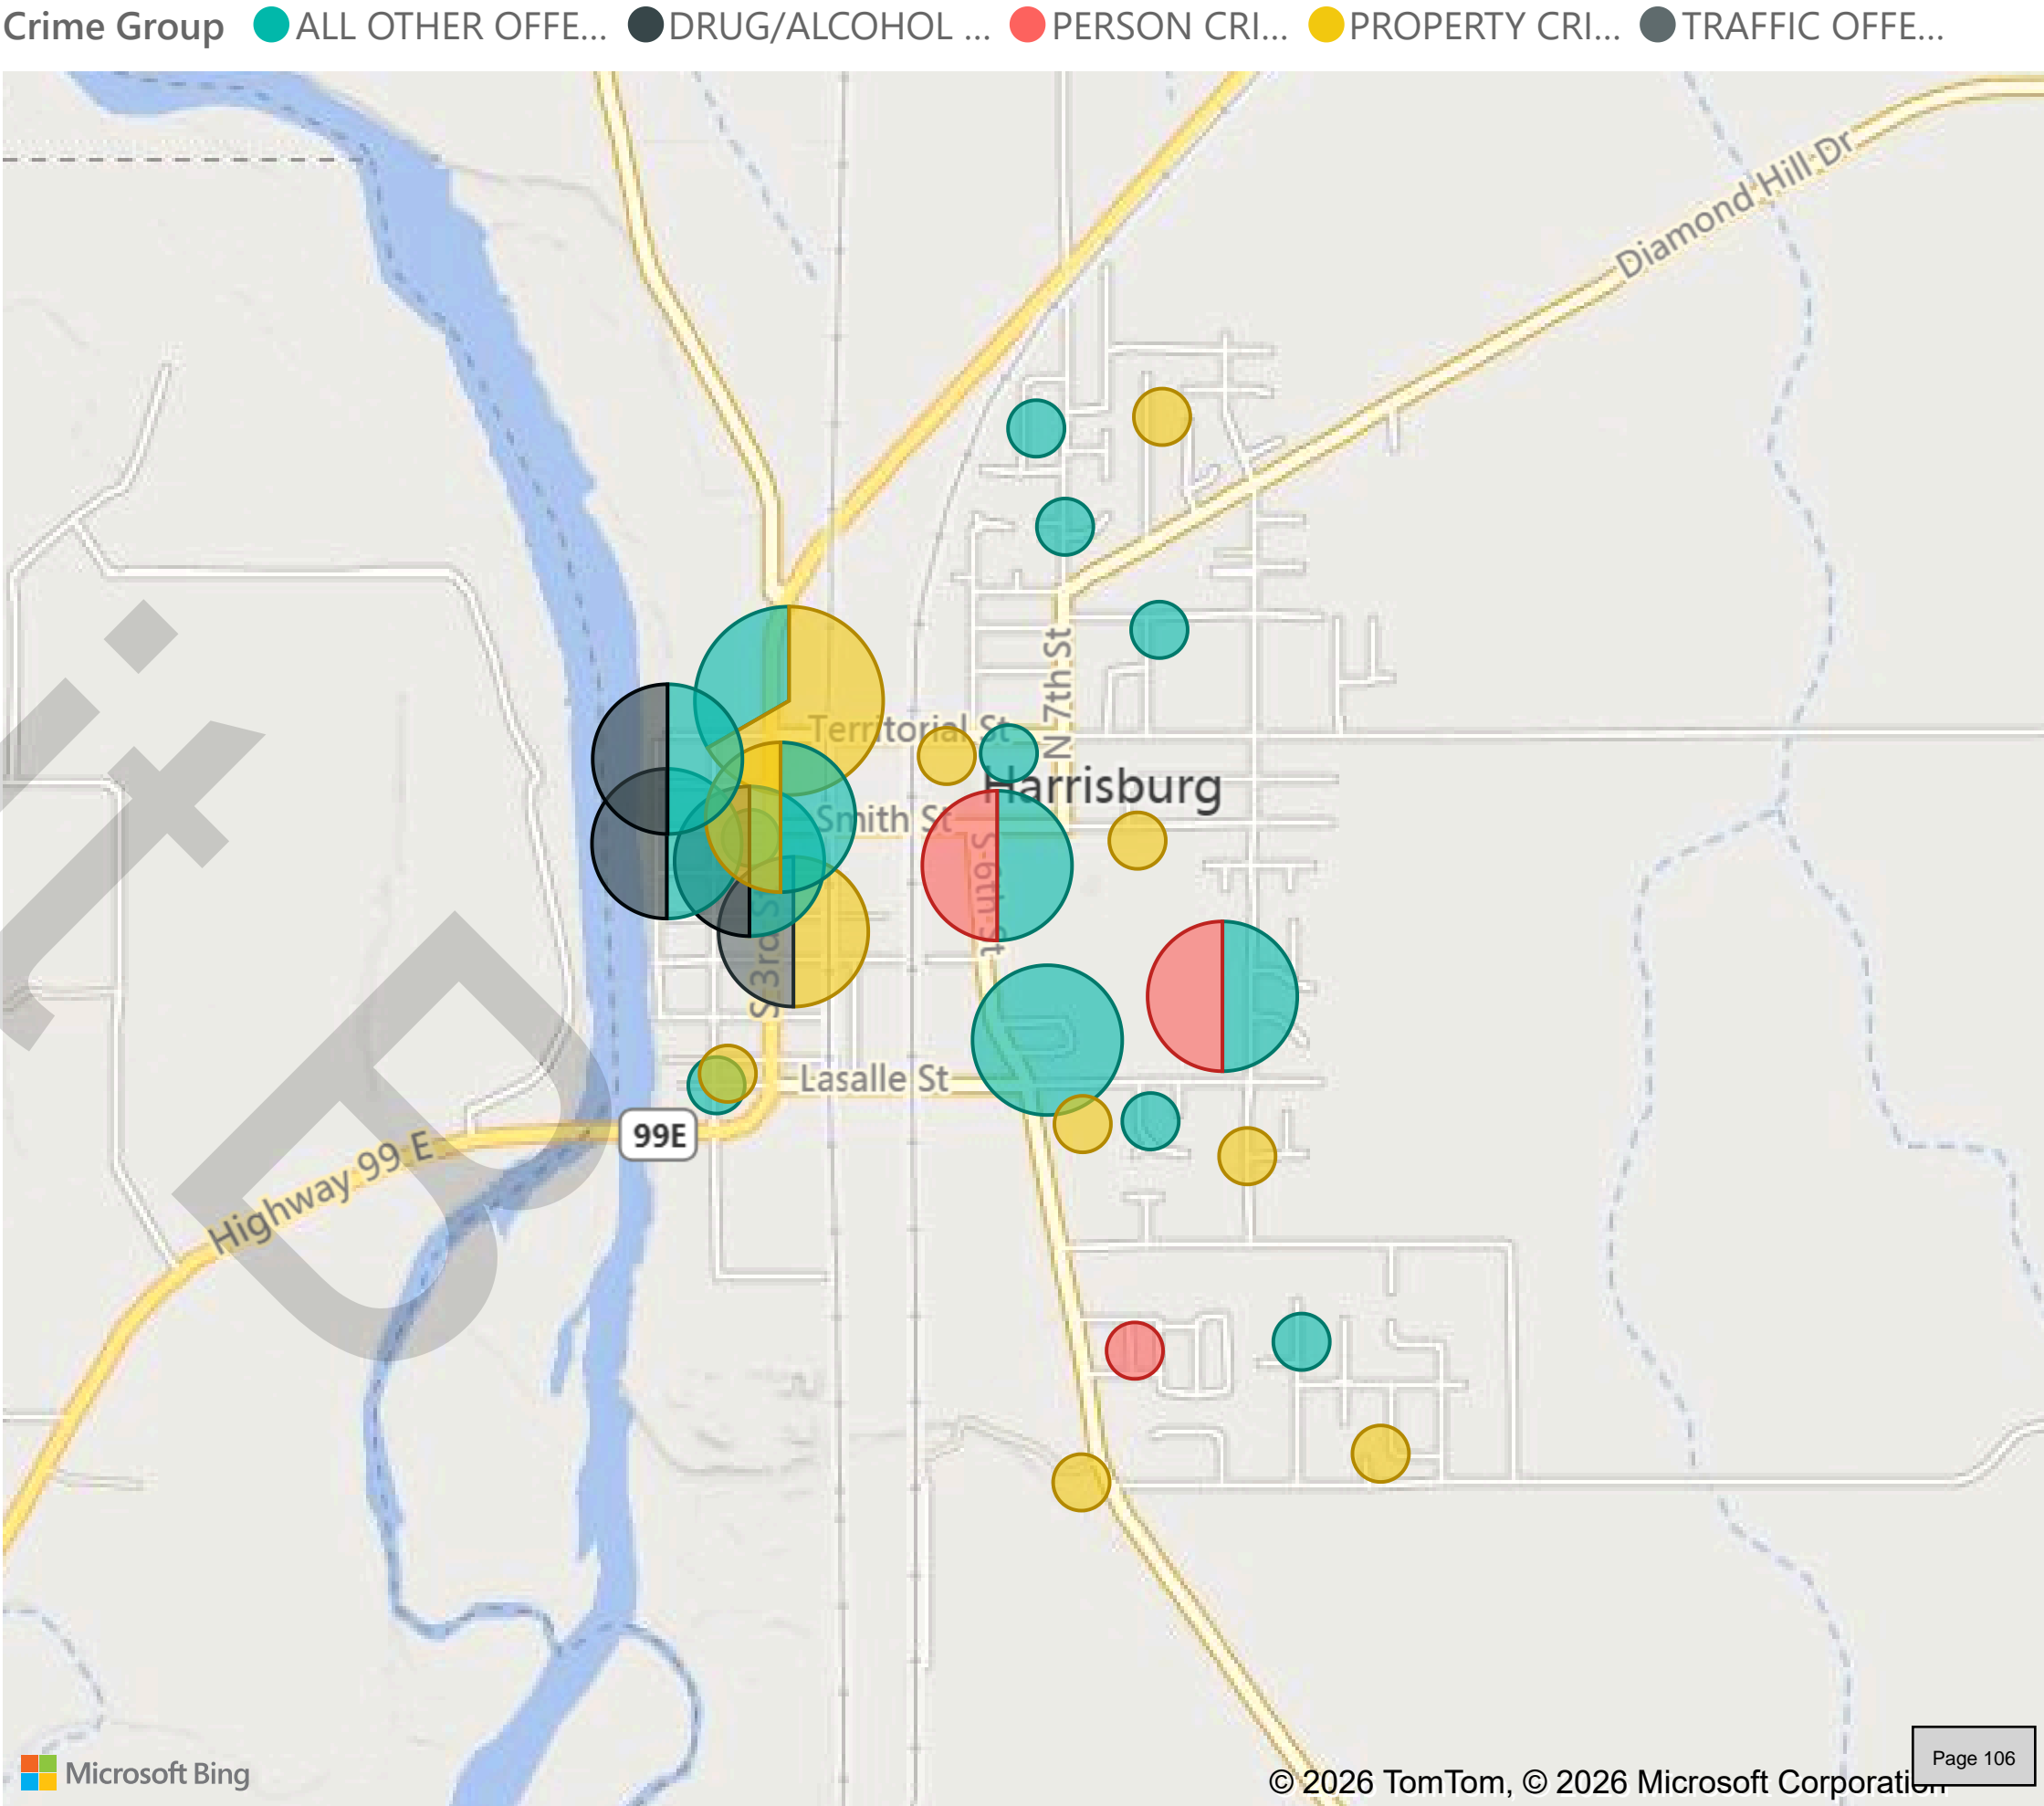 Crime Group ALL OTHER OFFE... DRUG/ALCOHOL ... PERSON CRI... PROPERTY CRI... TRAFFIC OFFE...
Diamond Hill Dr
N 7th St
Territorial St
Harrisburg
Smith St
S 6th St
S 3rd St
Lasalle St
99E
Highway 99 E
Microsoft Bing
Page 106
© 2026 TomTom, © 2026 Microsoft Corporation